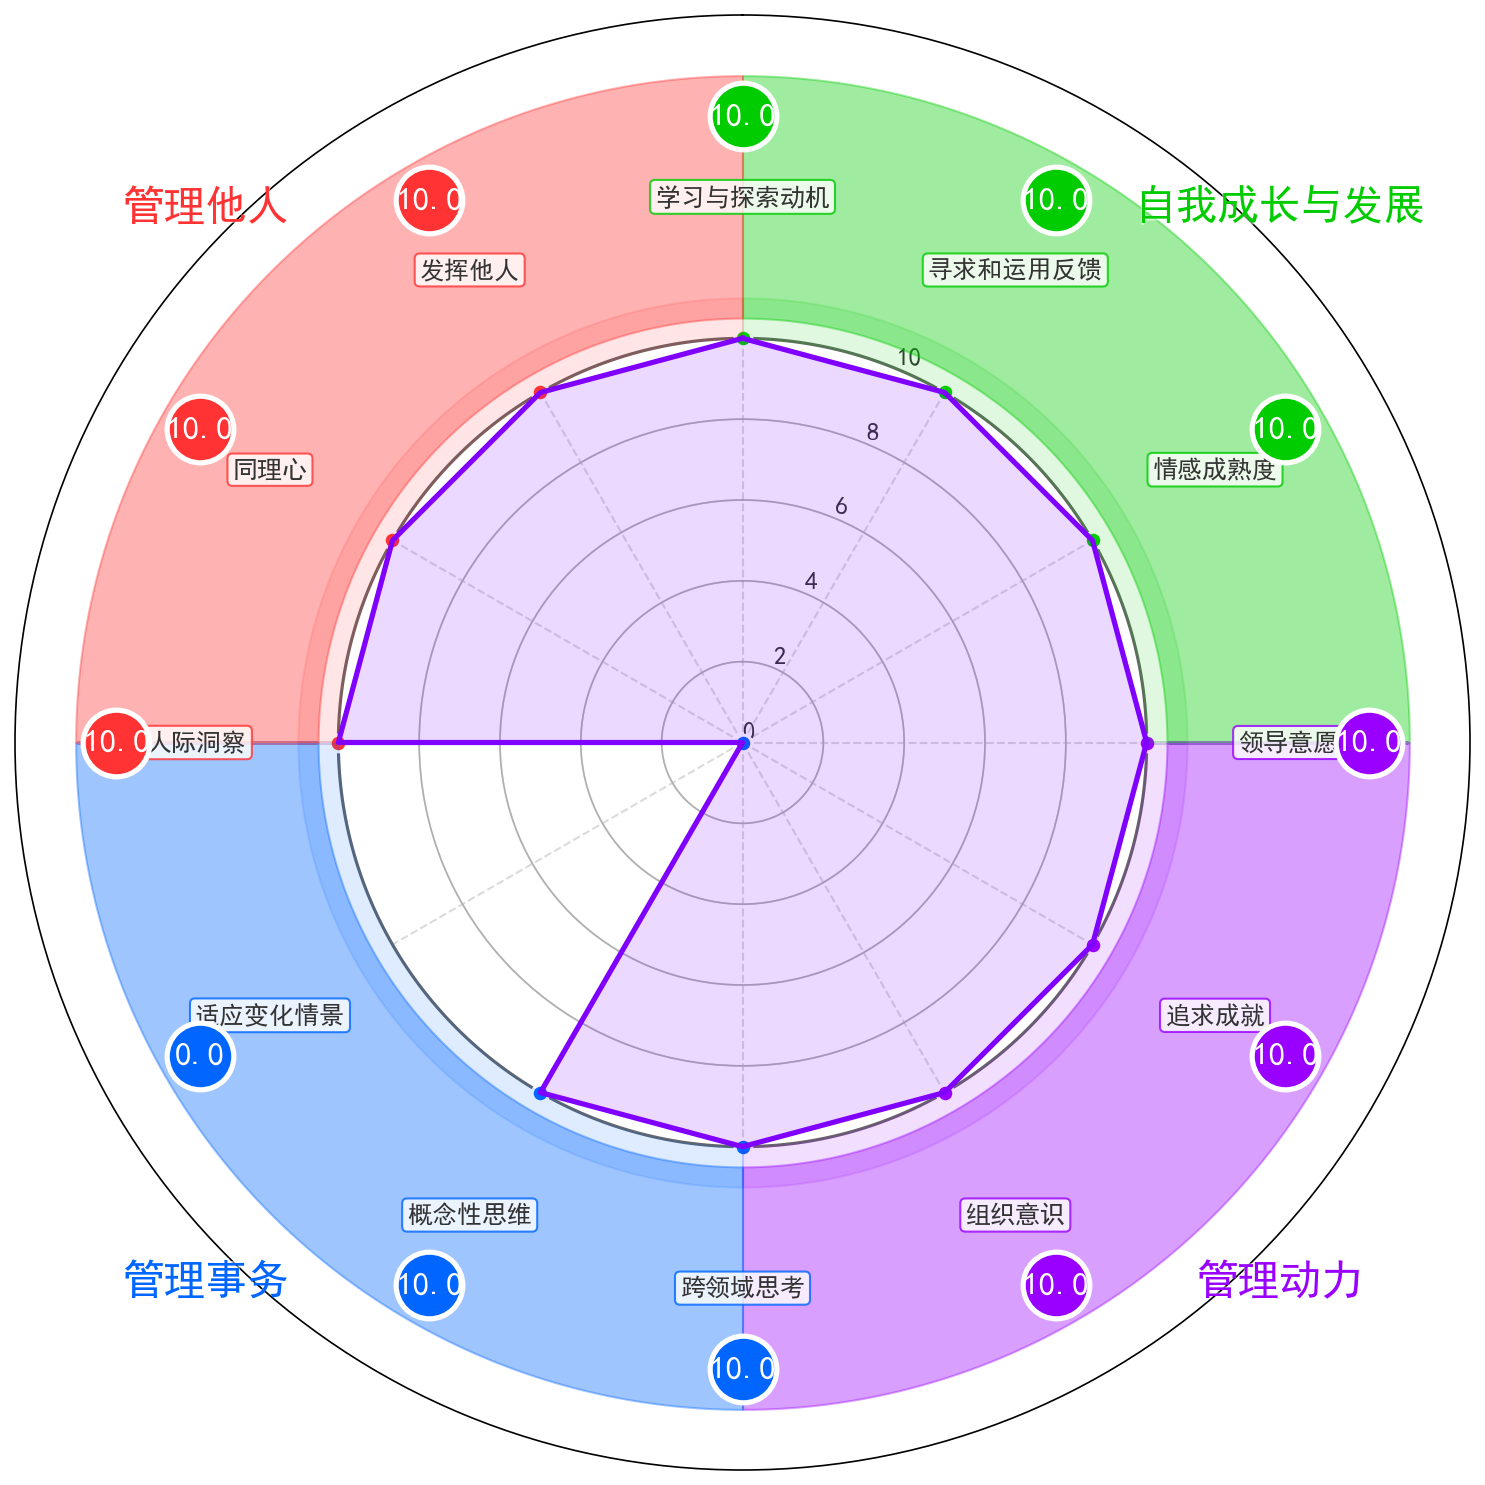 10.0
10.0
10.0
管理他人
自我成长与发展
学习与探索动机
发挥他人
寻求和运用反馈
10
10.0
10.0
8
同理心
情感成熟度
6
4
2
0
10.0
人际洞察
领导意愿
10.0
适应变化情景
追求成就
0.0
10.0
概念性思维
组织意识
管理事务
10.0
跨领域思考
10.0
管理动力
10.0